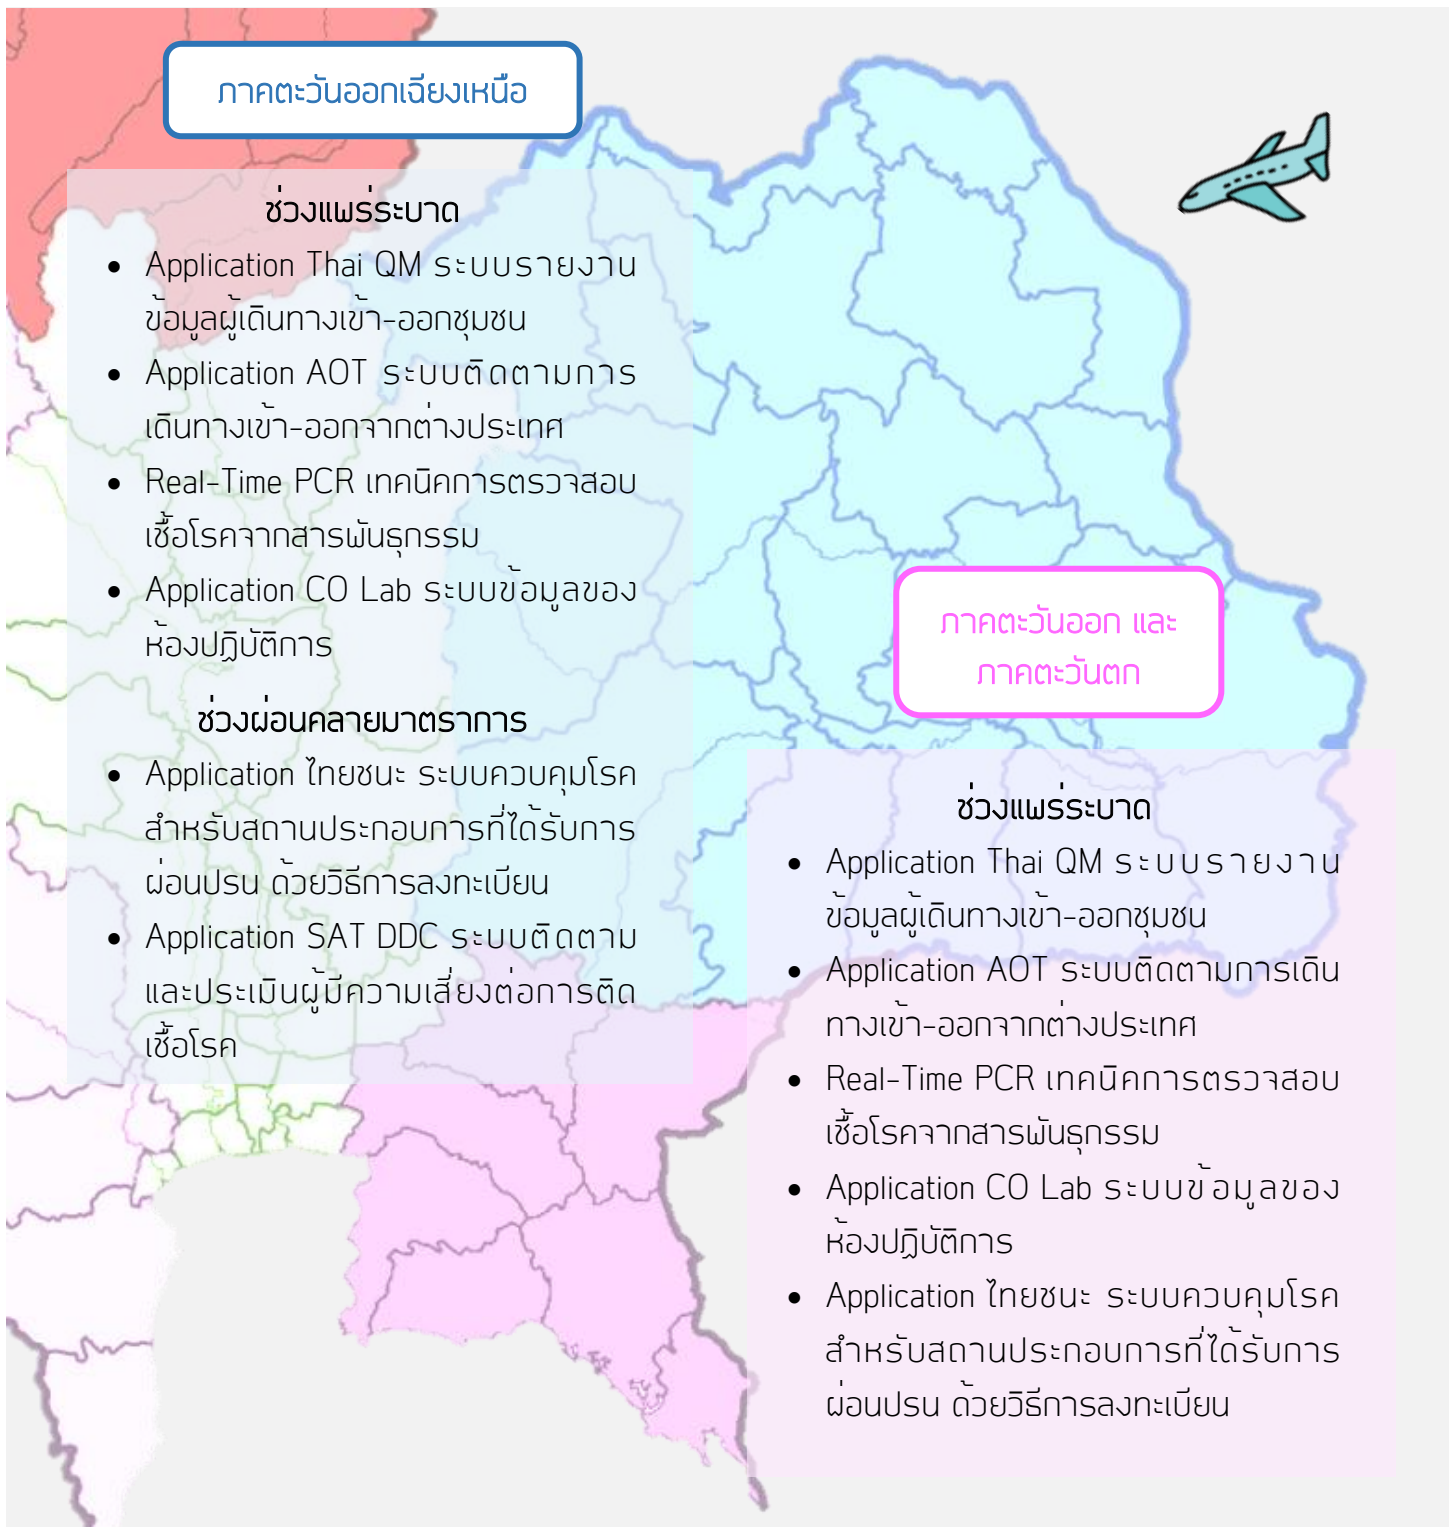 ภาคตะวันออกเฉียงเหนือ
ช่วงแพร่ระบาด
• Application Thai QM ระบบรายงาน
ข้อมูลผู้เดินทางเข้า-ออกชุมชน
• Application AOT ระบบติดตามการ
เดินทางเข้า-ออกจากต่างประเทศ
• Real-Time PCR เทคนิคการตรวจสอบ
เชื้อโรคจากสารพันธุกรรม
• Application CO Lab ระบบข้อมูลของ
ห้องปฏิบัติการ
ช่วงผ่อนคลายมาตราการ
• Application ไทยชนะ ระบบควบคุมโรค
สำหรับสถานประกอบการที่ได้รับการ
ผ่อนปรน ด้วยวิธีการลงทะเบียน
• Application SAT DDC ระบบติดตาม
และประเมินผู้มีความเสี่ยงต่อการติด
เชื้อโรค
ภาคตะวันออก และ
ภาคตะวันตก
ช่วงแพร่ระบาด
• Application Thai QM ระบบรายงาน
ข้อมูลผู้เดินทางเข้า-ออกชุมชน
• Application AOT ระบบติดตามการเดิน
ทางเข้า-ออกจากต่างประเทศ
• Real-Time PCR เทคนิคการตรวจสอบ
เชื้อโรคจากสารพันธุกรรม
• Application CO Lab ระบบข้อมูลของ
ห้องปฏิบัติการ
• Application ไทยชนะ ระบบควบคุมโรค
สำหรับสถานประกอบการที่ได้รับการ
ผ่อนปรน ด้วยวิธีการลงทะเบียน